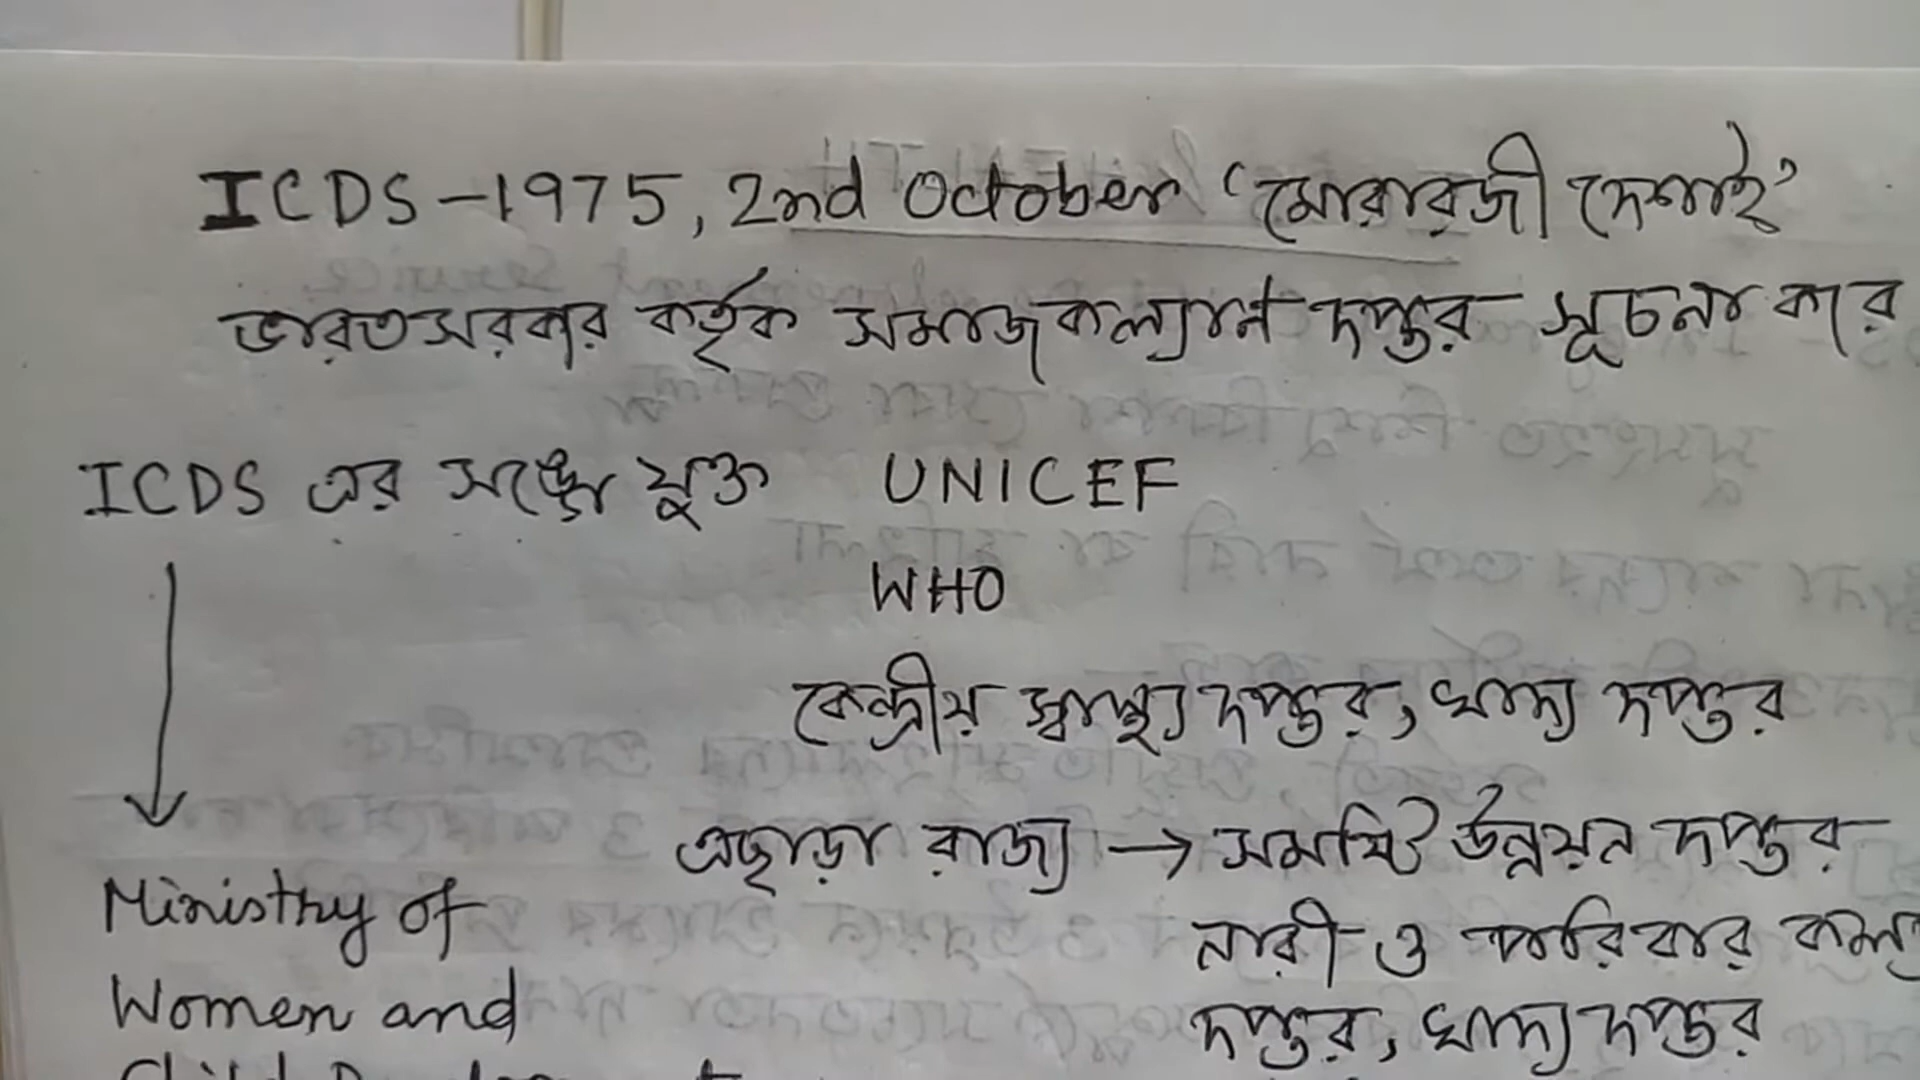 ICDS -1975, 2nd October ‘মোরারজী দেশাই’
ভারতসরকার কর্তৃক সমাজকল্যান দপ্তর সূচনা করে
ICDS এর সঙ্গে যুক্ত UNICEF
WHO
কেন্দ্রীয় স্বাস্থ্য দপ্তর, খাদ্য দপ্তর
এছাড়া রাজ্য → সমষ্টি উন্নয়ন দপ্তর
নারী ও পরিবার কল্য
দপ্তর, খাদ্য দপ্তর
Ministry of
Women and